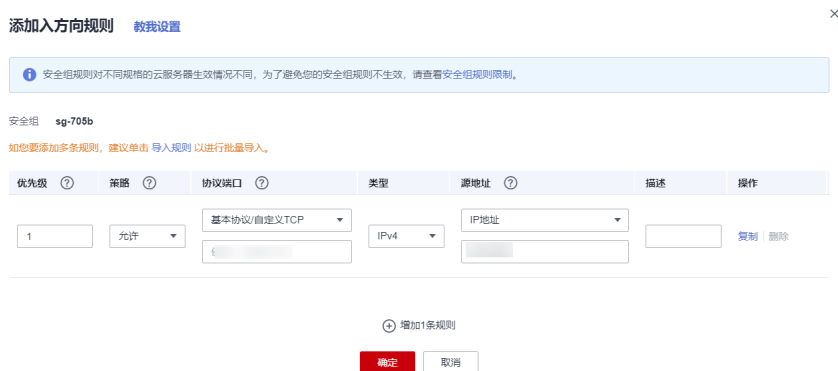 添加入方向规则 教我设置
安全组规则对不同规格的云服务器生效情况不同，为了避免您的安全组规则不生效，请查看安全组规则限制。
安全组 sg-705b
如您要添加多条规则，建议单击 导入规则 以进行批量导入。
优先级 ? 策略 ? 协议端口 ? 类型 源地址 ? 描述 操作
基本协议/自定义TCP IP地址
1 允许 IPv4 复制 删除
增加1条规则
确定 取消